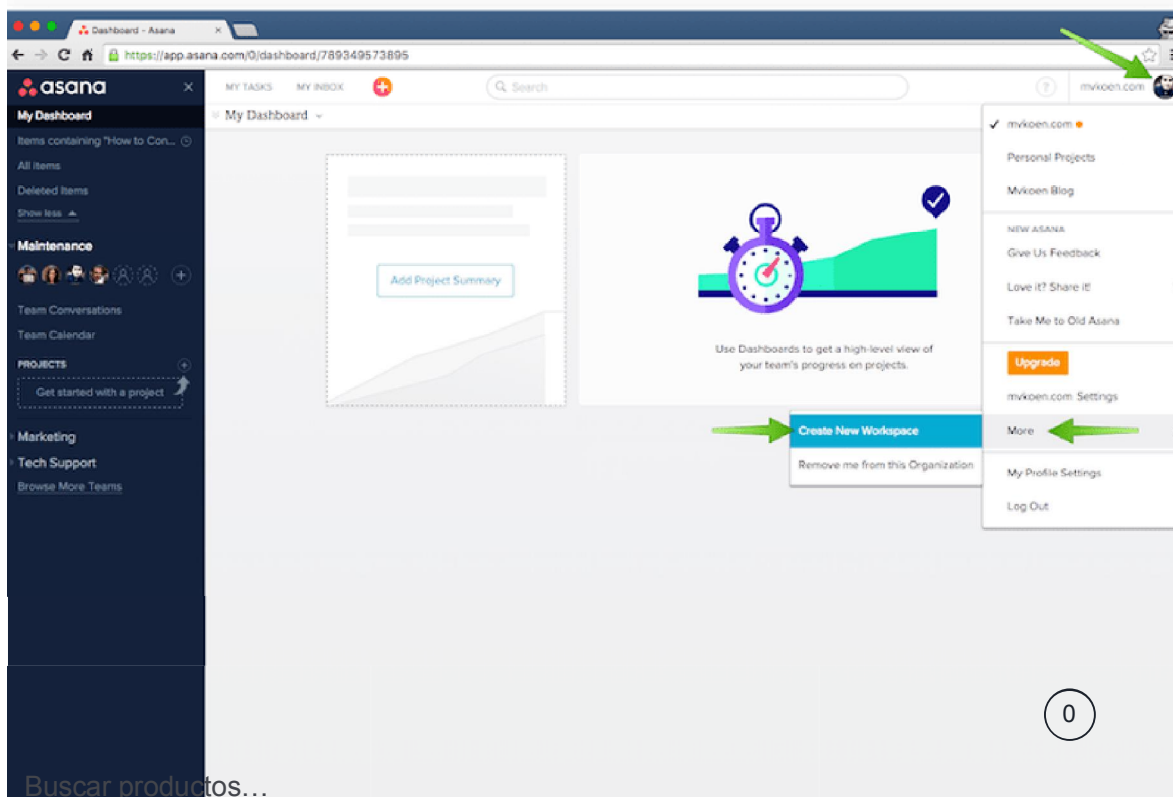 Dashboard - Asana
https://app.asana.com/0/dashboard/789349573895
asana
MY TASKS MY INBOX
Search
?
mvkoen.com
My Dashboard
My Dashboard
Items containing "How to Con...
All Items
Deleted Items
Show less
Maintenance
Team Conversations
Team Calendar
PROJECTS
Get started with a project
Marketing
Tech Support
Browse More Teams
Add Project Summary
Use Dashboards to get a high-level view of
your team's progress on projects.
mvkoen.com
Personal Projects
Mvkoen Blog
NEW ASANA
Give Us Feedback
Love it? Share it!
Take Me to Old Asana
Upgrade
mvkoen.com Settings
More
Create New Workspace
Remove me from this Organization
My Profile Settings
Log Out
0
Buscar productos…